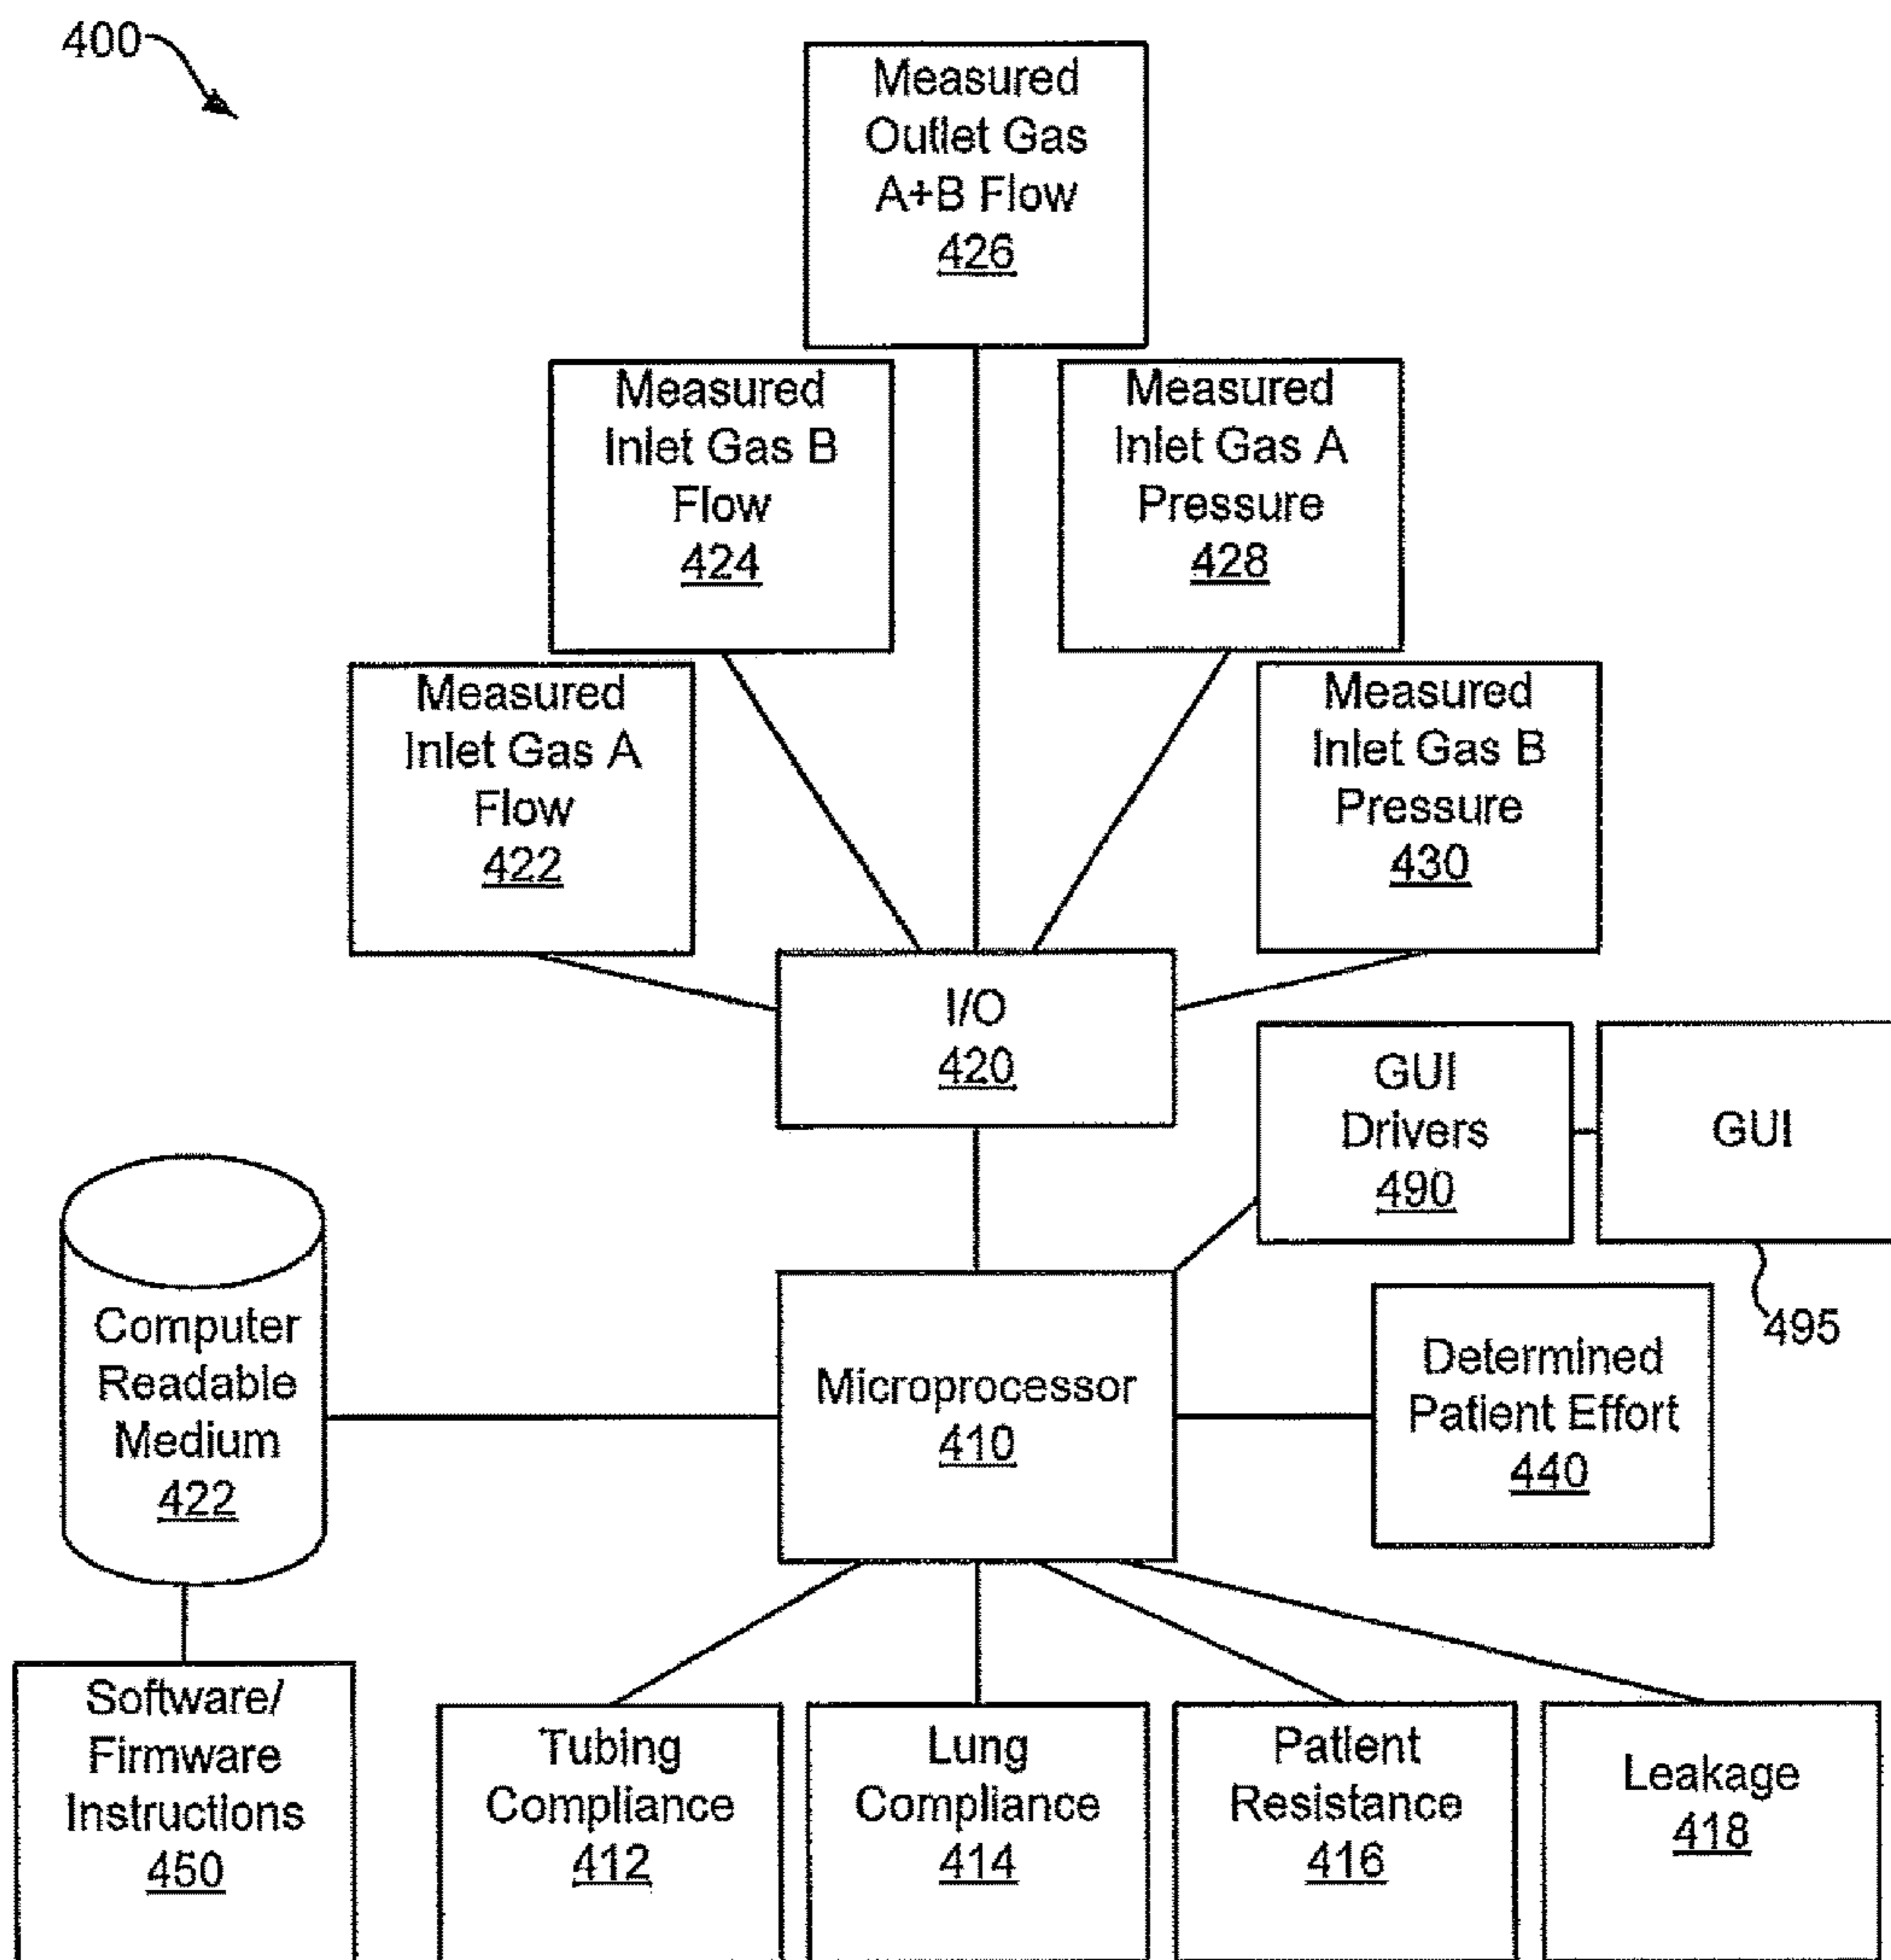 400
Measured
Outlet Gas
A+B Flow
426
Measured
Inlet Gas B
Flow
424
Measured
Inlet Gas A
Pressure
428
Measured
Inlet Gas A
Flow
422
Measured
Inlet Gas B
Pressure
430
I/O
420
GUI
Drivers
490
GUI
495
Computer
Readable
Medium
422
Microprocessor
410
Determined
Patient Effort
440
Software/
Firmware
Instructions
450
Tubing
Compliance
412
Lung
Compliance
414
Patient
Resistance
416
Leakage
418